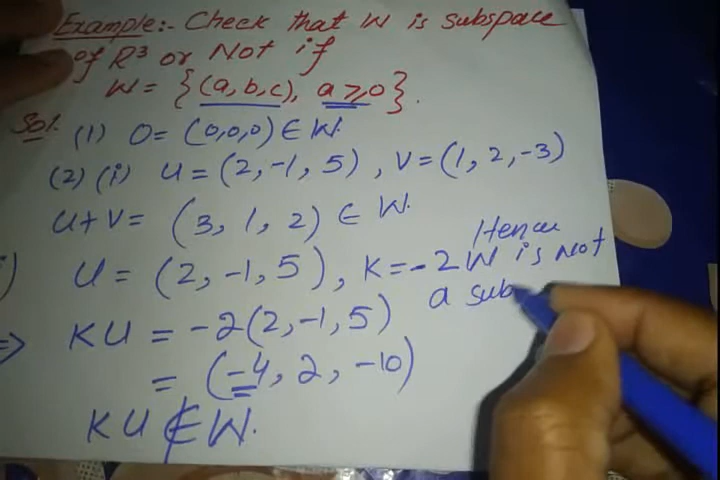 Example:- Check that W is subspace
of R³ or Not if
W = {(a,b,c), a ≥ 0}.
Sol. (1) 0 = (0,0,0) ∈ W.
(2) (i) U = (2, -1, 5), V = (1, 2, -3)
U+V = (3, 1, 2) ∈ W.
Hence
) U = (2, -1, 5), K = -2 W is Not
a sub
⇒ KU = -2(2, -1, 5)
= (-4, 2, -10)
KU ∉ W.